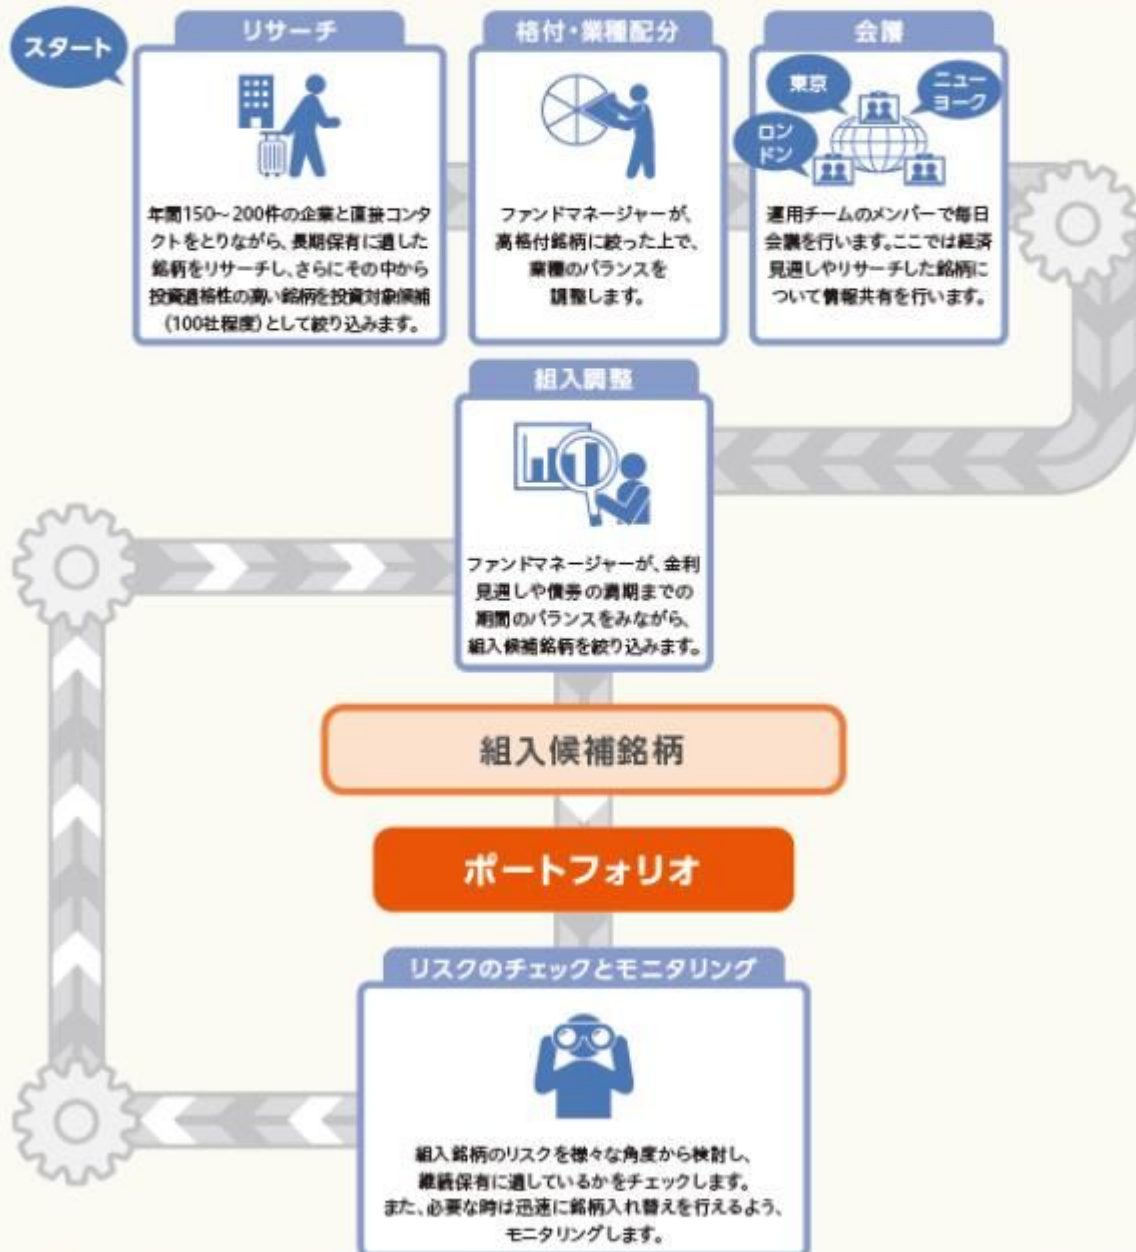 スタート
リサーチ
年間150〜200件の企業と直接コンタ
クトをとりながら、長期保有に適した
銘柄をリサーチし、さらにその中から
投資適格性の高い銘柄を投資対象候補
(100社程度)として絞り込みます。
格付・業種配分
ファンドマネージャーが、
高格付銘柄に絞った上で、
業種のバランスを
調整します。
会議
東京
ニュー
ヨーク
ロン
ドン
運用チームのメンバーで毎日
会議を行います。ここでは経済
見通しやリサーチした銘柄に
ついて情報共有を行います。
組入調整
ファンドマネージャーが、金利
見通しや債券の満期までの
期間のバランスをみながら、
組入候補銘柄を絞り込みます。
組入候補銘柄
ポートフォリオ
リスクのチェックとモニタリング
組入銘柄のリスクを様々な角度から検討し、
継続保有に適しているかをチェックします。
また、必要な時は迅速に銘柄入れ替えを行えるよう、
モニタリングします。